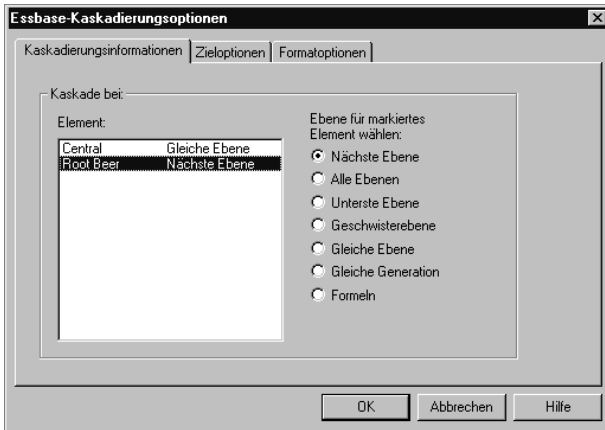 Essbase-Kaskadierungsoptionen
Kaskadierungsinformationen Zieloptionen Formatoptionen
Kaskade bei:
Element:
Central Gleiche Ebene
Root Beer Nächste Ebene
Ebene für markiertes
Element wählen:
Nächste Ebene
Alle Ebenen
Unterste Ebene
Geschwisterebene
Gleiche Ebene
Gleiche Generation
Formeln
OK Abbrechen Hilfe